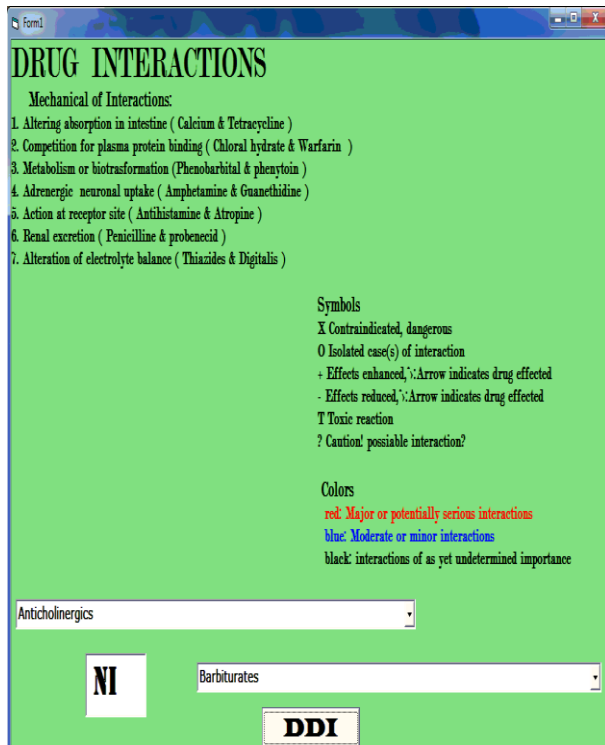 Form1
DRUG INTERACTIONS
Mechanical of Interactions:
1. Altering absorption in intestine ( Calcium & Tetracycline )
2. Competition for plasma protein binding ( Chloral hydrate & Warfarin )
3. Metabolism or biotrasformation (Phenobarbital & phenytoin )
4. Adrenergic neuronal uptake ( Amphetamine & Guanethidine )
5. Action at receptor site ( Antihistamine & Atropine )
6. Renal excretion ( Penicilline & probenecid )
7. Alteration of electrolyte balance ( Thiazides & Digitalis )
Symbols
X Contraindicated, dangerous
O Isolated case(s) of interaction
+ Effects enhanced, :Arrow indicates drug effected
- Effects reduced, :Arrow indicates drug effected
T Toxic reaction
? Caution! possiable interaction?
Colors
red: Major or potentially serious interactions
blue: Moderate or minor interactions
black: interactions of as yet undetermined importance
Anticholinergics
NI
Barbiturates
DDI